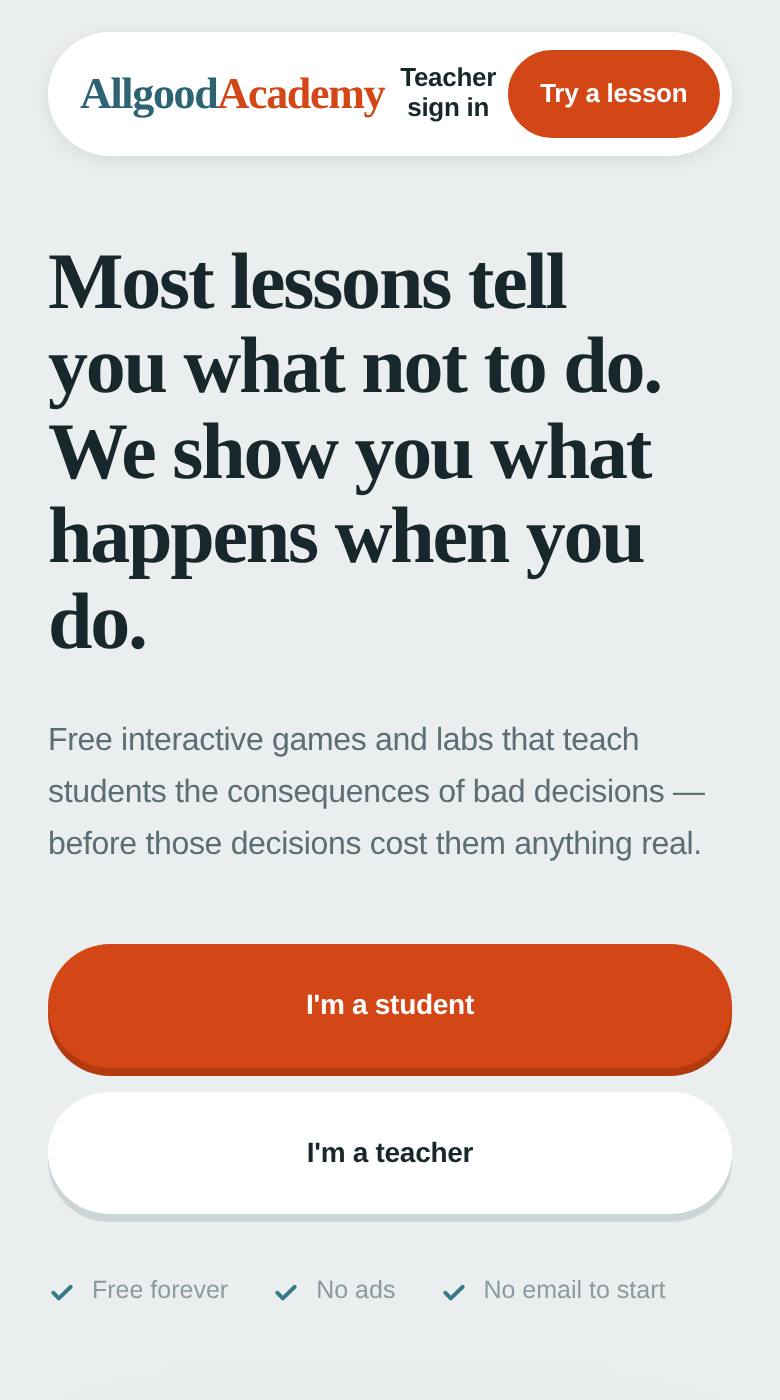 AllgoodAcademy
Teacher
sign in
Try a lesson
Most lessons tell
you what not to do.
We show you what
happens when you
do.
Free interactive games and labs that teach
students the consequences of bad decisions —
before those decisions cost them anything real.
I'm a student
I'm a teacher
Free forever
No ads
No email to start